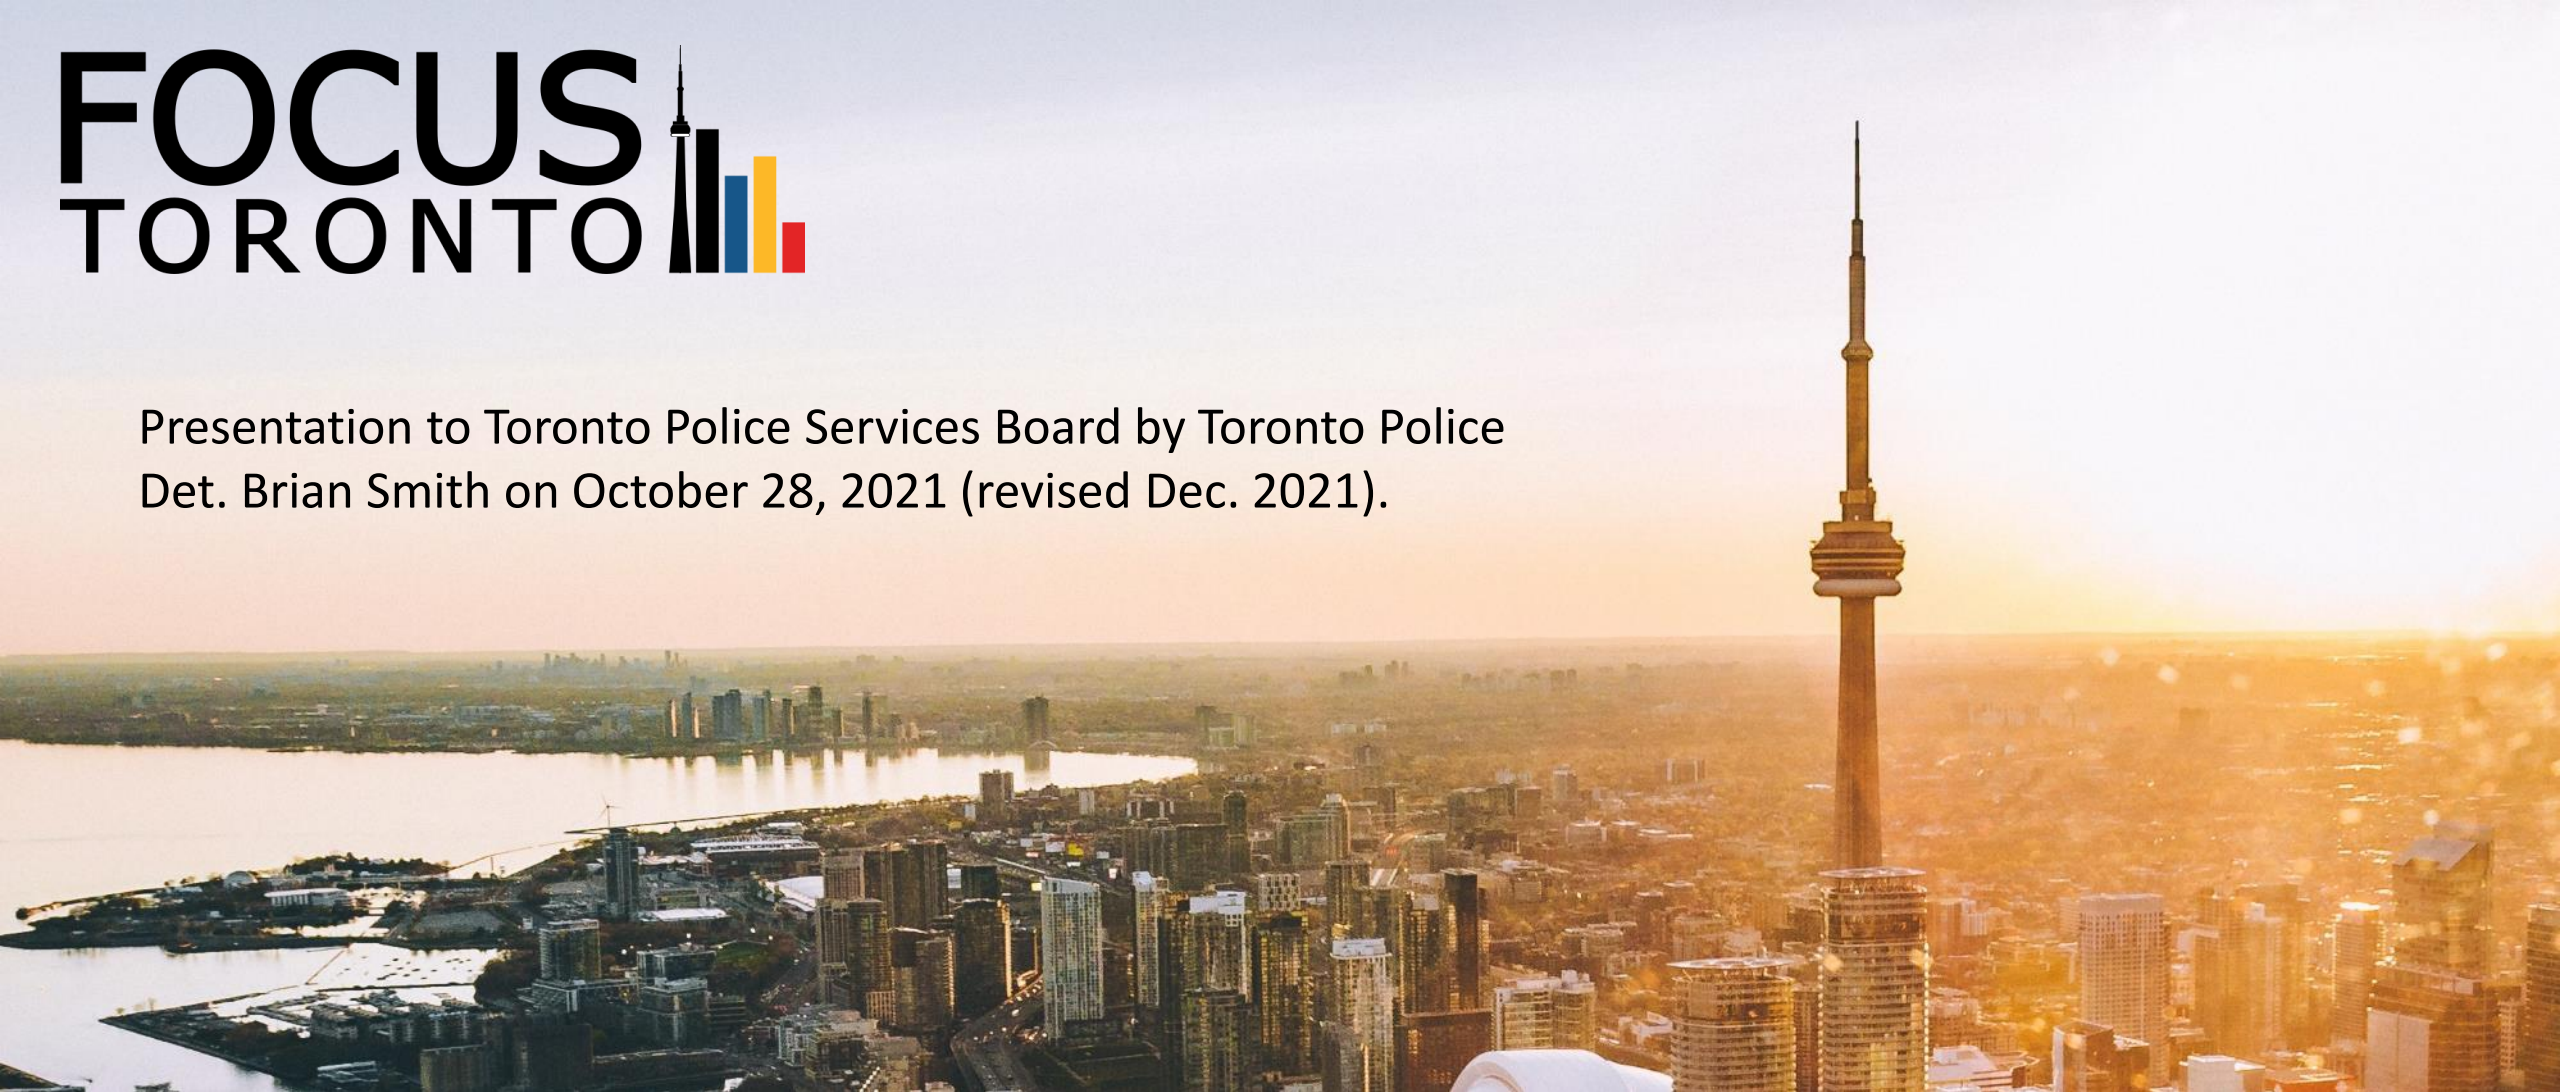 FOCUS
TORONTO
Presentation to Toronto Police Services Board by Toronto Police
Det. Brian Smith on October 28, 2021 (revised Dec. 2021).